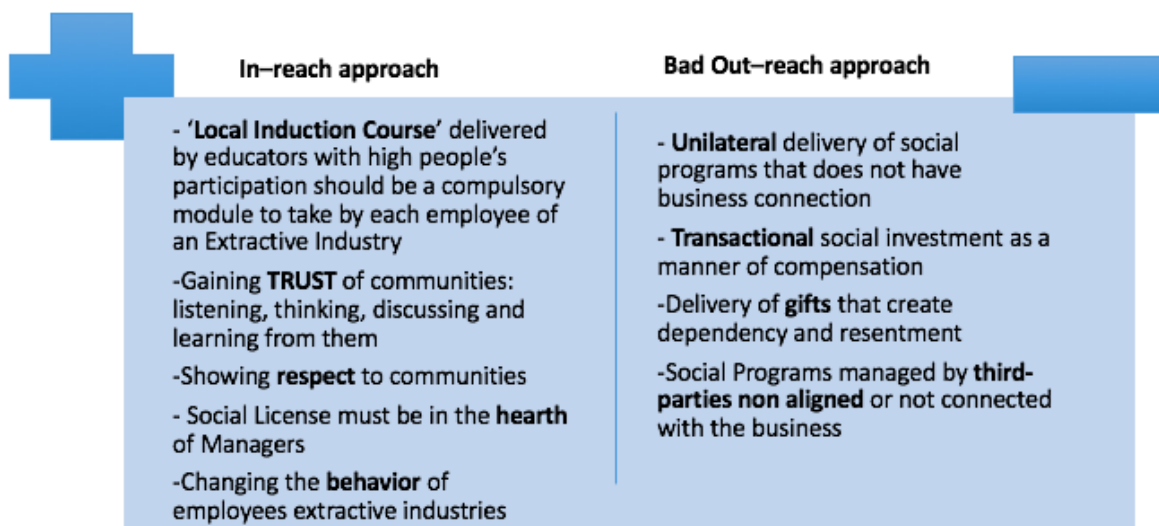 In–reach approach
- ‘Local Induction Course’ delivered
by educators with high people’s
participation should be a compulsory
module to take by each employee of
an Extractive Industry
-Gaining TRUST of communities:
listening, thinking, discussing and
learning from them
-Showing respect to communities
- Social License must be in the hearth
of Managers
-Changing the behavior of
employees extractive industries
Bad Out–reach approach
- Unilateral delivery of social
programs that does not have
business connection
- Transactional social investment as a
manner of compensation
-Delivery of gifts that create
dependency and resentment
-Social Programs managed by third-
parties non aligned or not connected
with the business